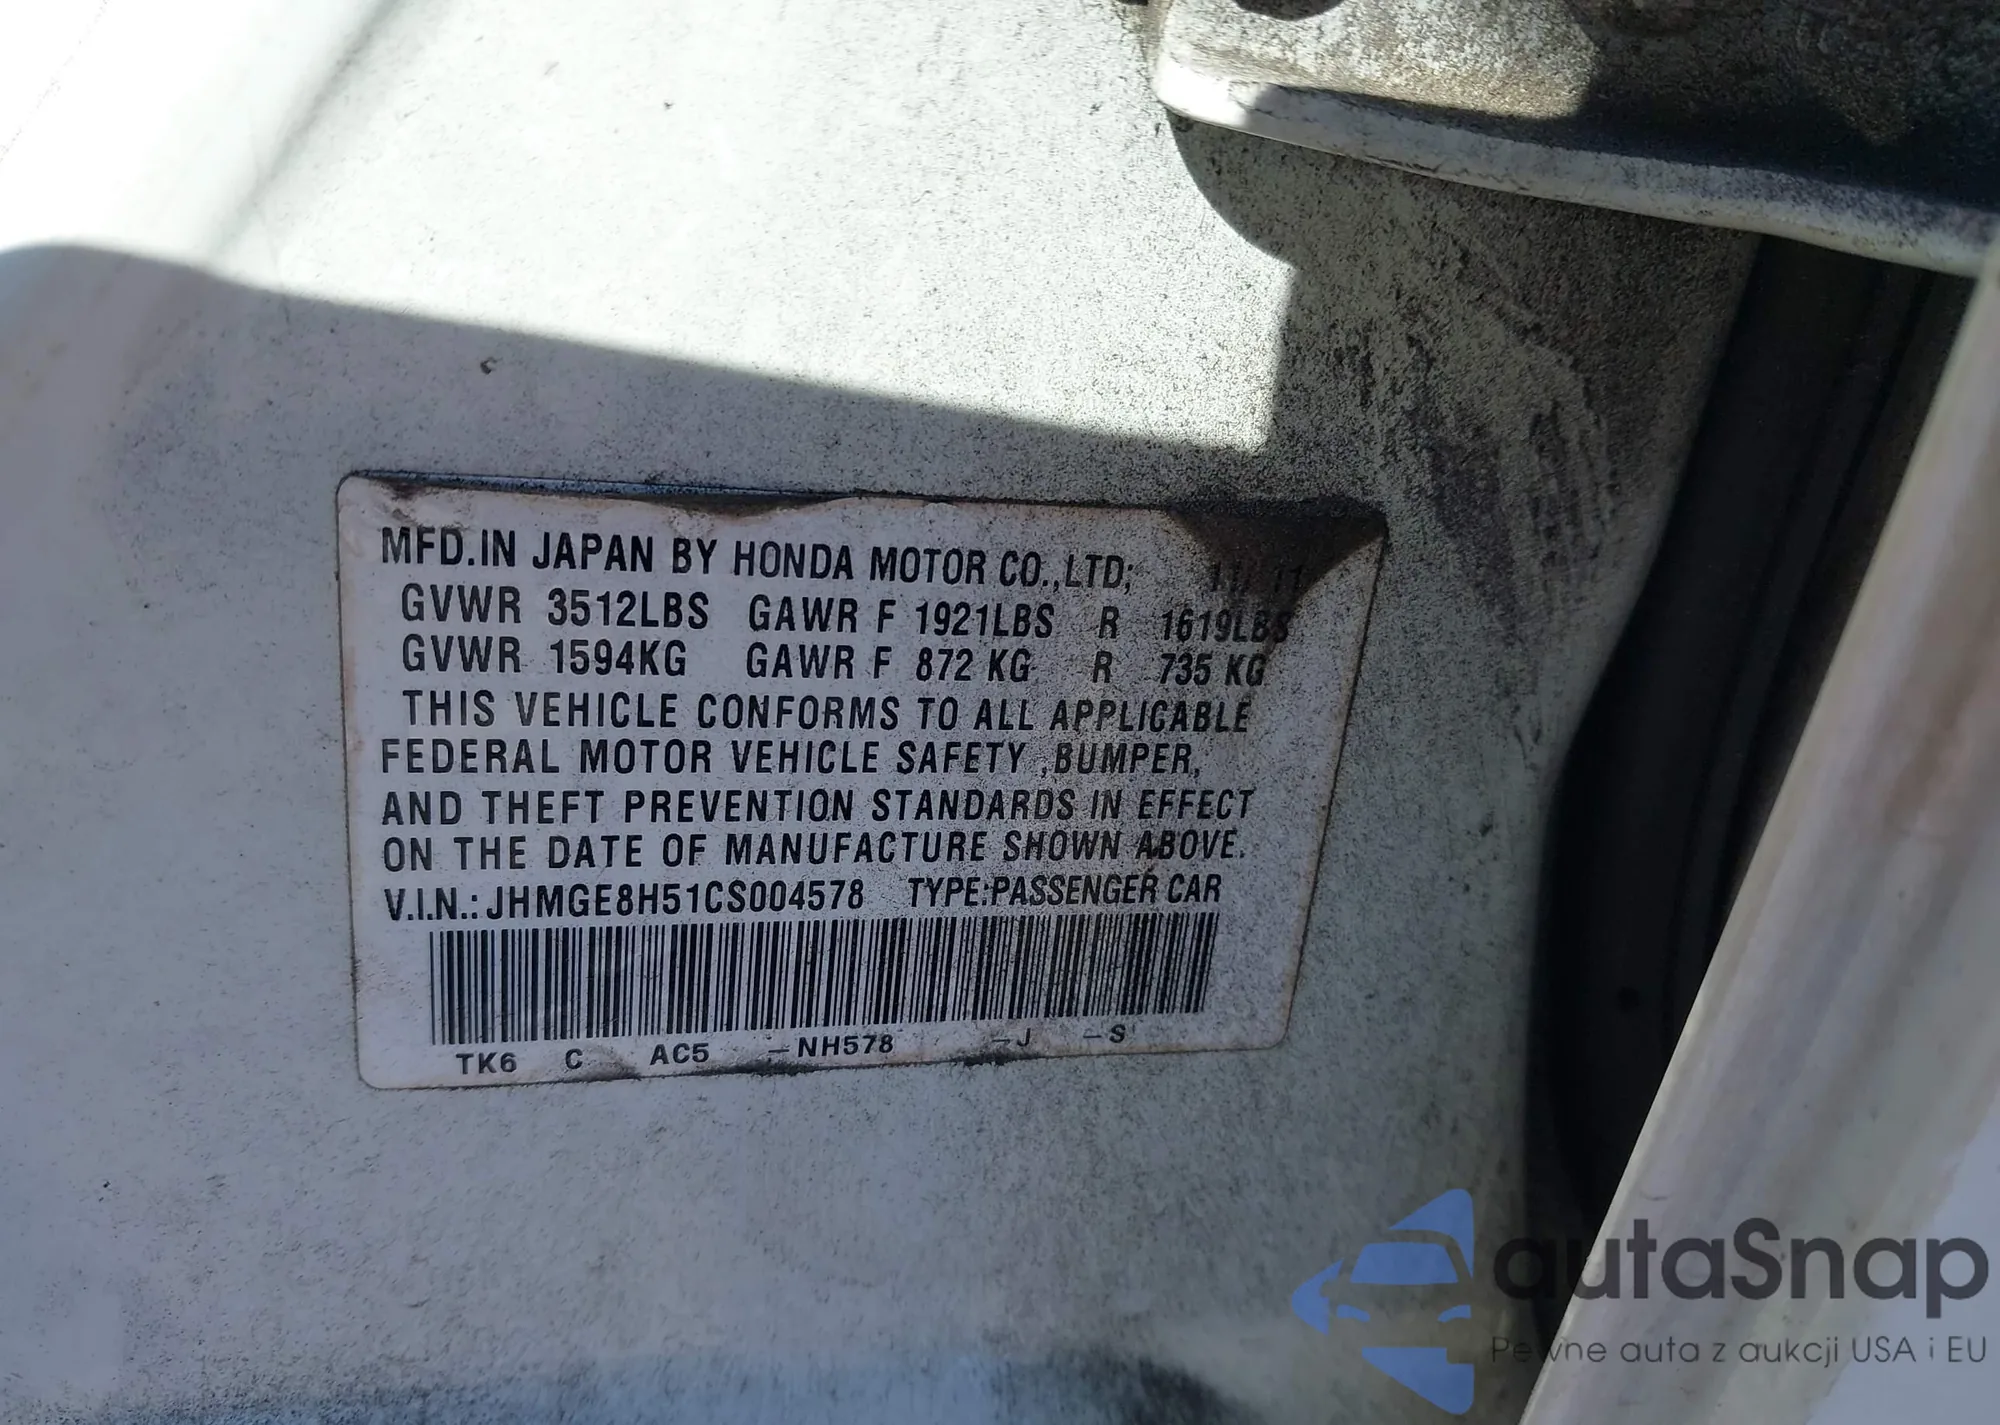 MFD.IN JAPAN BY HONDA MOTOR CO.,LTD; 11/11
GVWR 3512LBS GAWR F 1921LBS R 1619LBS
GVWR 1594KG GAWR F 872 KG R 735 KG
THIS VEHICLE CONFORMS TO ALL APPLICABLE
FEDERAL MOTOR VEHICLE SAFETY ,BUMPER,
AND THEFT PREVENTION STANDARDS IN EFFECT
ON THE DATE OF MANUFACTURE SHOWN ABOVE.
V.I.N.: JHMGE8H51CS004578 TYPE:PASSENGER CAR
TK6 C AC5 -NH578 -J -S
autaSnap
Pewne auta z aukcji USA i EU